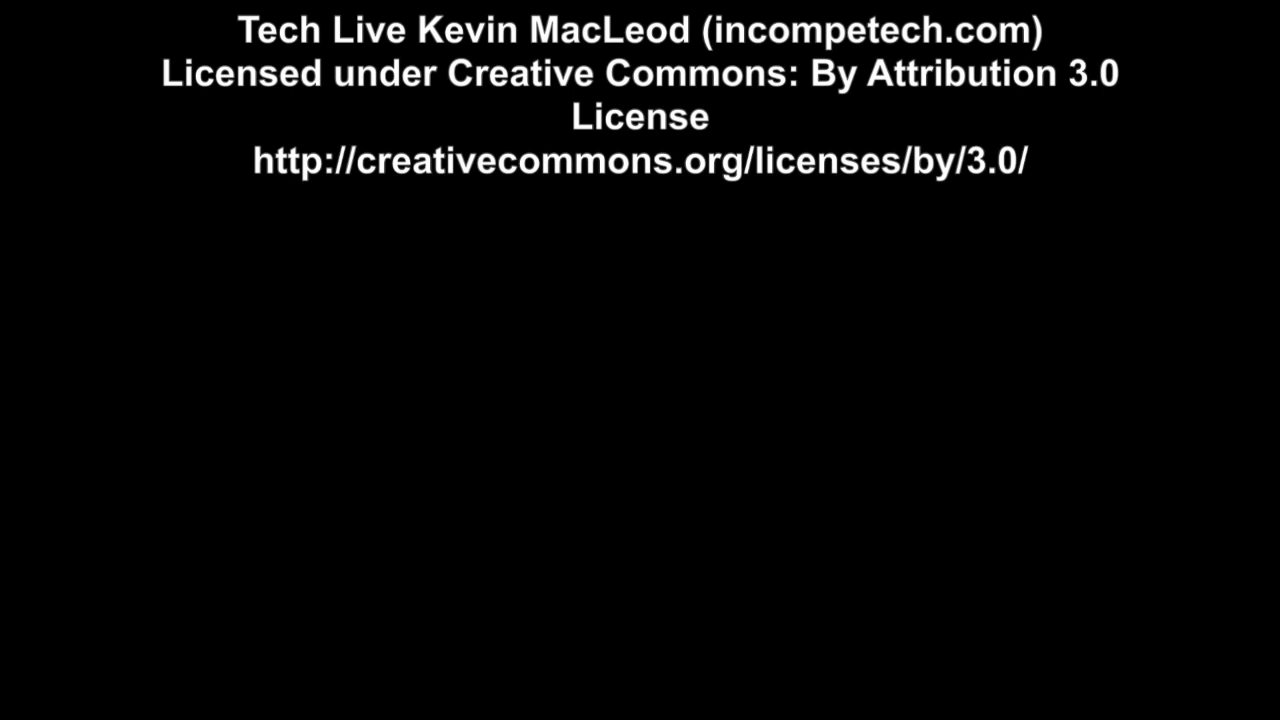 Tech Live Kevin MacLeod (incompetech.com)
Licensed under Creative Commons: By Attribution 3.0
License
http://creativecommons.org/licenses/by/3.0/